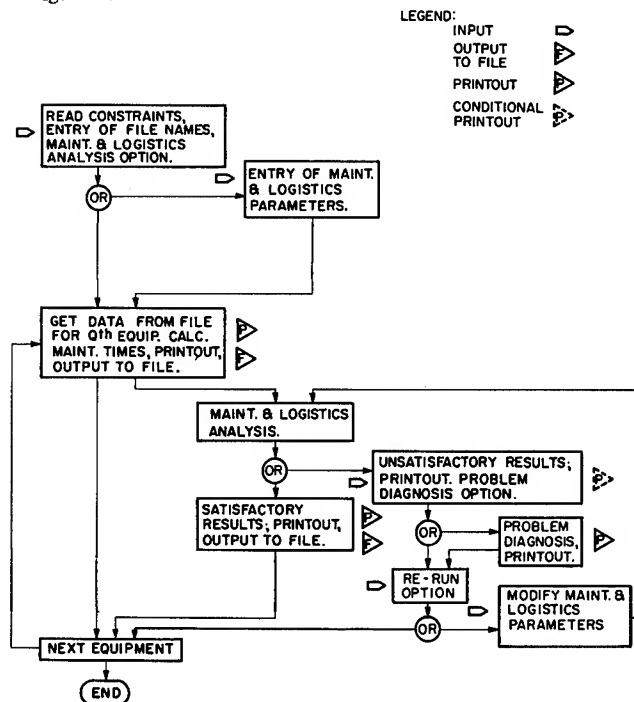 LEGEND:
INPUT
OUTPUT
TO FILE
F
PRINTOUT
P
CONDITIONAL
PRINTOUT
P
READ CONSTRAINTS,
ENTRY OF FILE NAMES,
MAINT. & LOGISTICS
ANALYSIS OPTION.
OR
ENTRY OF MAINT.
& LOGISTICS
PARAMETERS.
GET DATA FROM FILE
FOR Qth EQUIP. CALC.
MAINT. TIMES, PRINTOUT,
OUTPUT TO FILE.
P
F
MAINT. & LOGISTICS
ANALYSIS.
OR
UNSATISFACTORY RESULTS;
PRINTOUT. PROBLEM
DIAGNOSIS OPTION.
P
SATISFACTORY
RESULTS; PRINTOUT,
OUTPUT TO FILE.
P
F
OR
PROBLEM
DIAGNOSIS,
PRINTOUT.
P
RE-RUN
OPTION
OR
MODIFY MAINT. &
LOGISTICS
PARAMETERS
NEXT EQUIPMENT
END